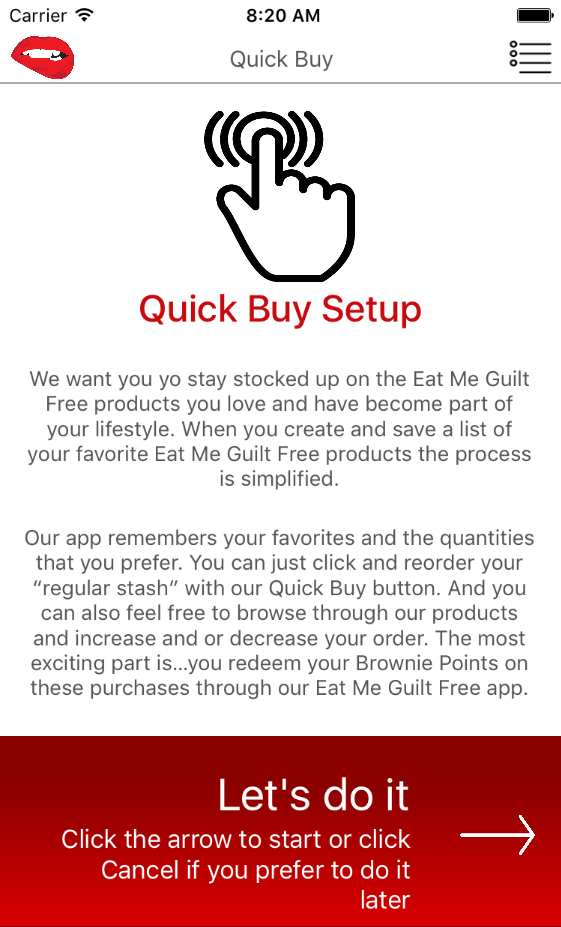 Carrier 8:20 AM
Quick Buy
Quick Buy Setup
We want you yo stay stocked up on the Eat Me Guilt
Free products you love and have become part of
your lifestyle. When you create and save a list of
your favorite Eat Me Guilt Free products the process
is simplified.
Our app remembers your favorites and the quantities
that you prefer. You can just click and reorder your
“regular stash” with our Quick Buy button. And you
can also feel free to browse through our products
and increase and or decrease your order. The most
exciting part is...you redeem your Brownie Points on
these purchases through our Eat Me Guilt Free app.
Let's do it
Click the arrow to start or click
Cancel if you prefer to do it
later